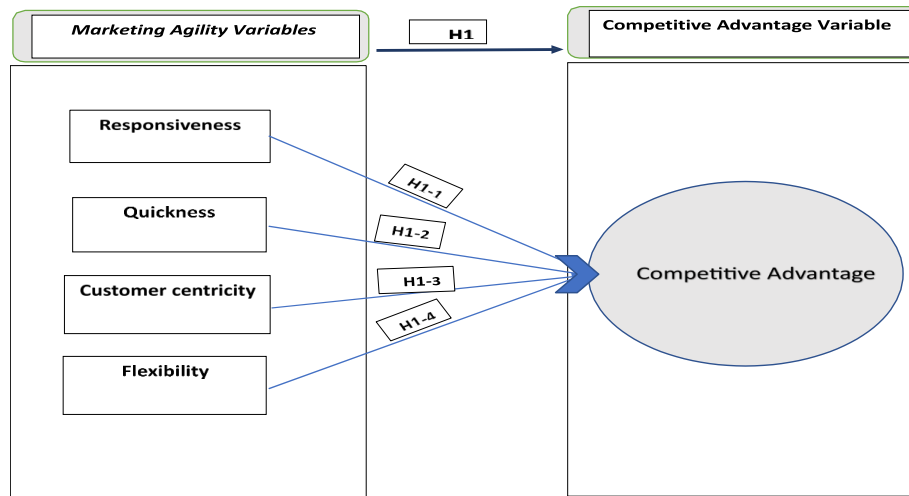 Marketing Agility Variables
H1
Competitive Advantage Variable
Responsiveness
H1-1
Quickness
H1-2
Customer centricity
H1-3
Flexibility
H1-4
Competitive Advantage